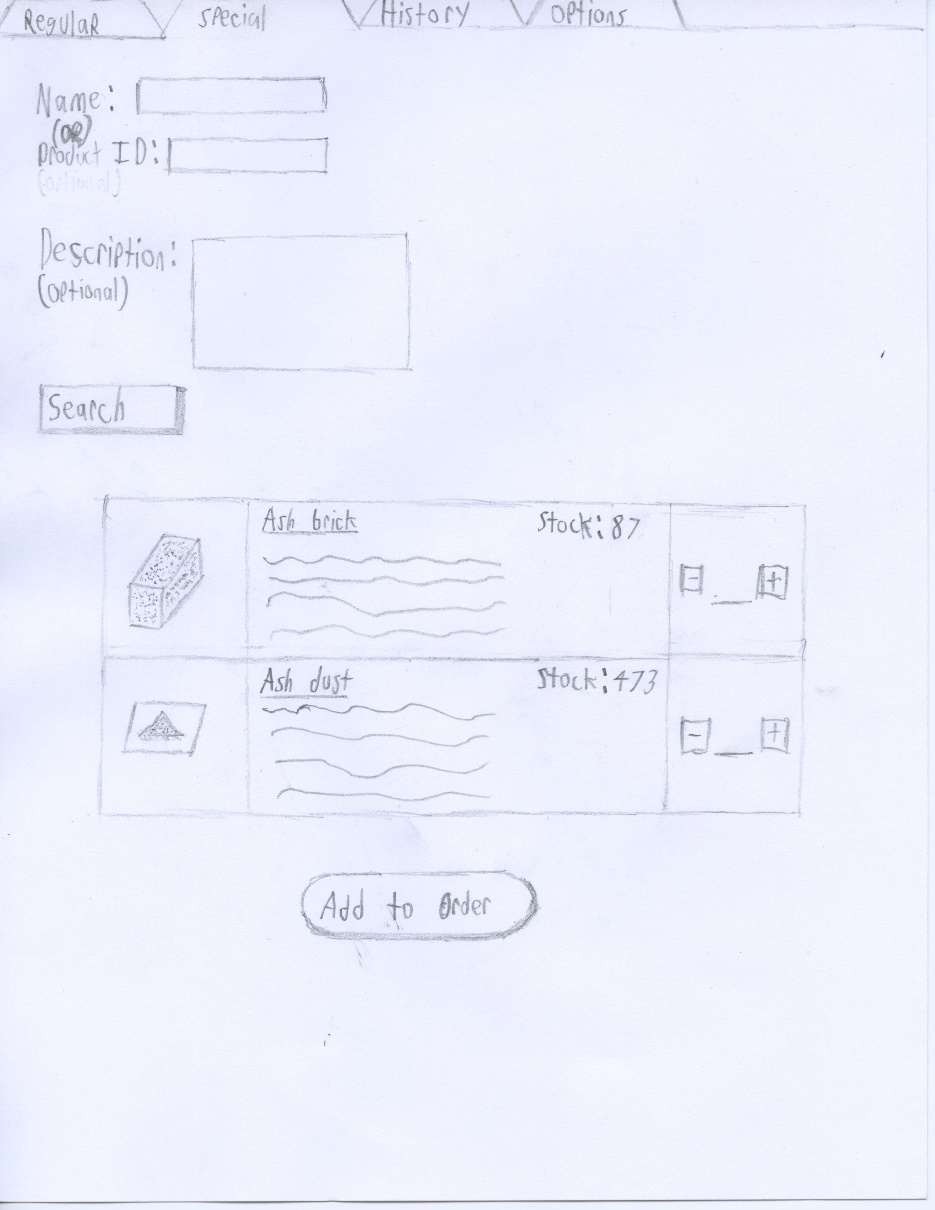 Regular Special History Options
Name:
(OR)
Product ID:
(optional)
Description:
(optional)
Search
Ash brick Stock: 87
- +
Ash dust Stock: 473
- +
Add to Order